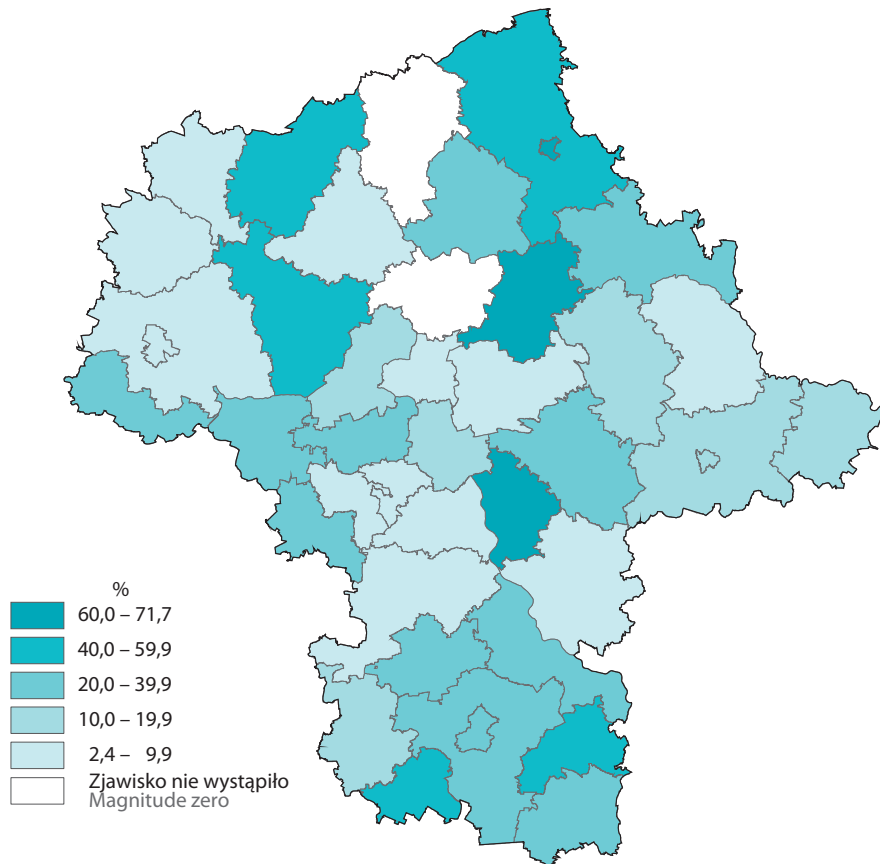 %
60,0 – 71,7
40,0 – 59,9
20,0 – 39,9
10,0 – 19,9
2,4 – 9,9
Zjawisko nie wystąpiło
Magnitude zero